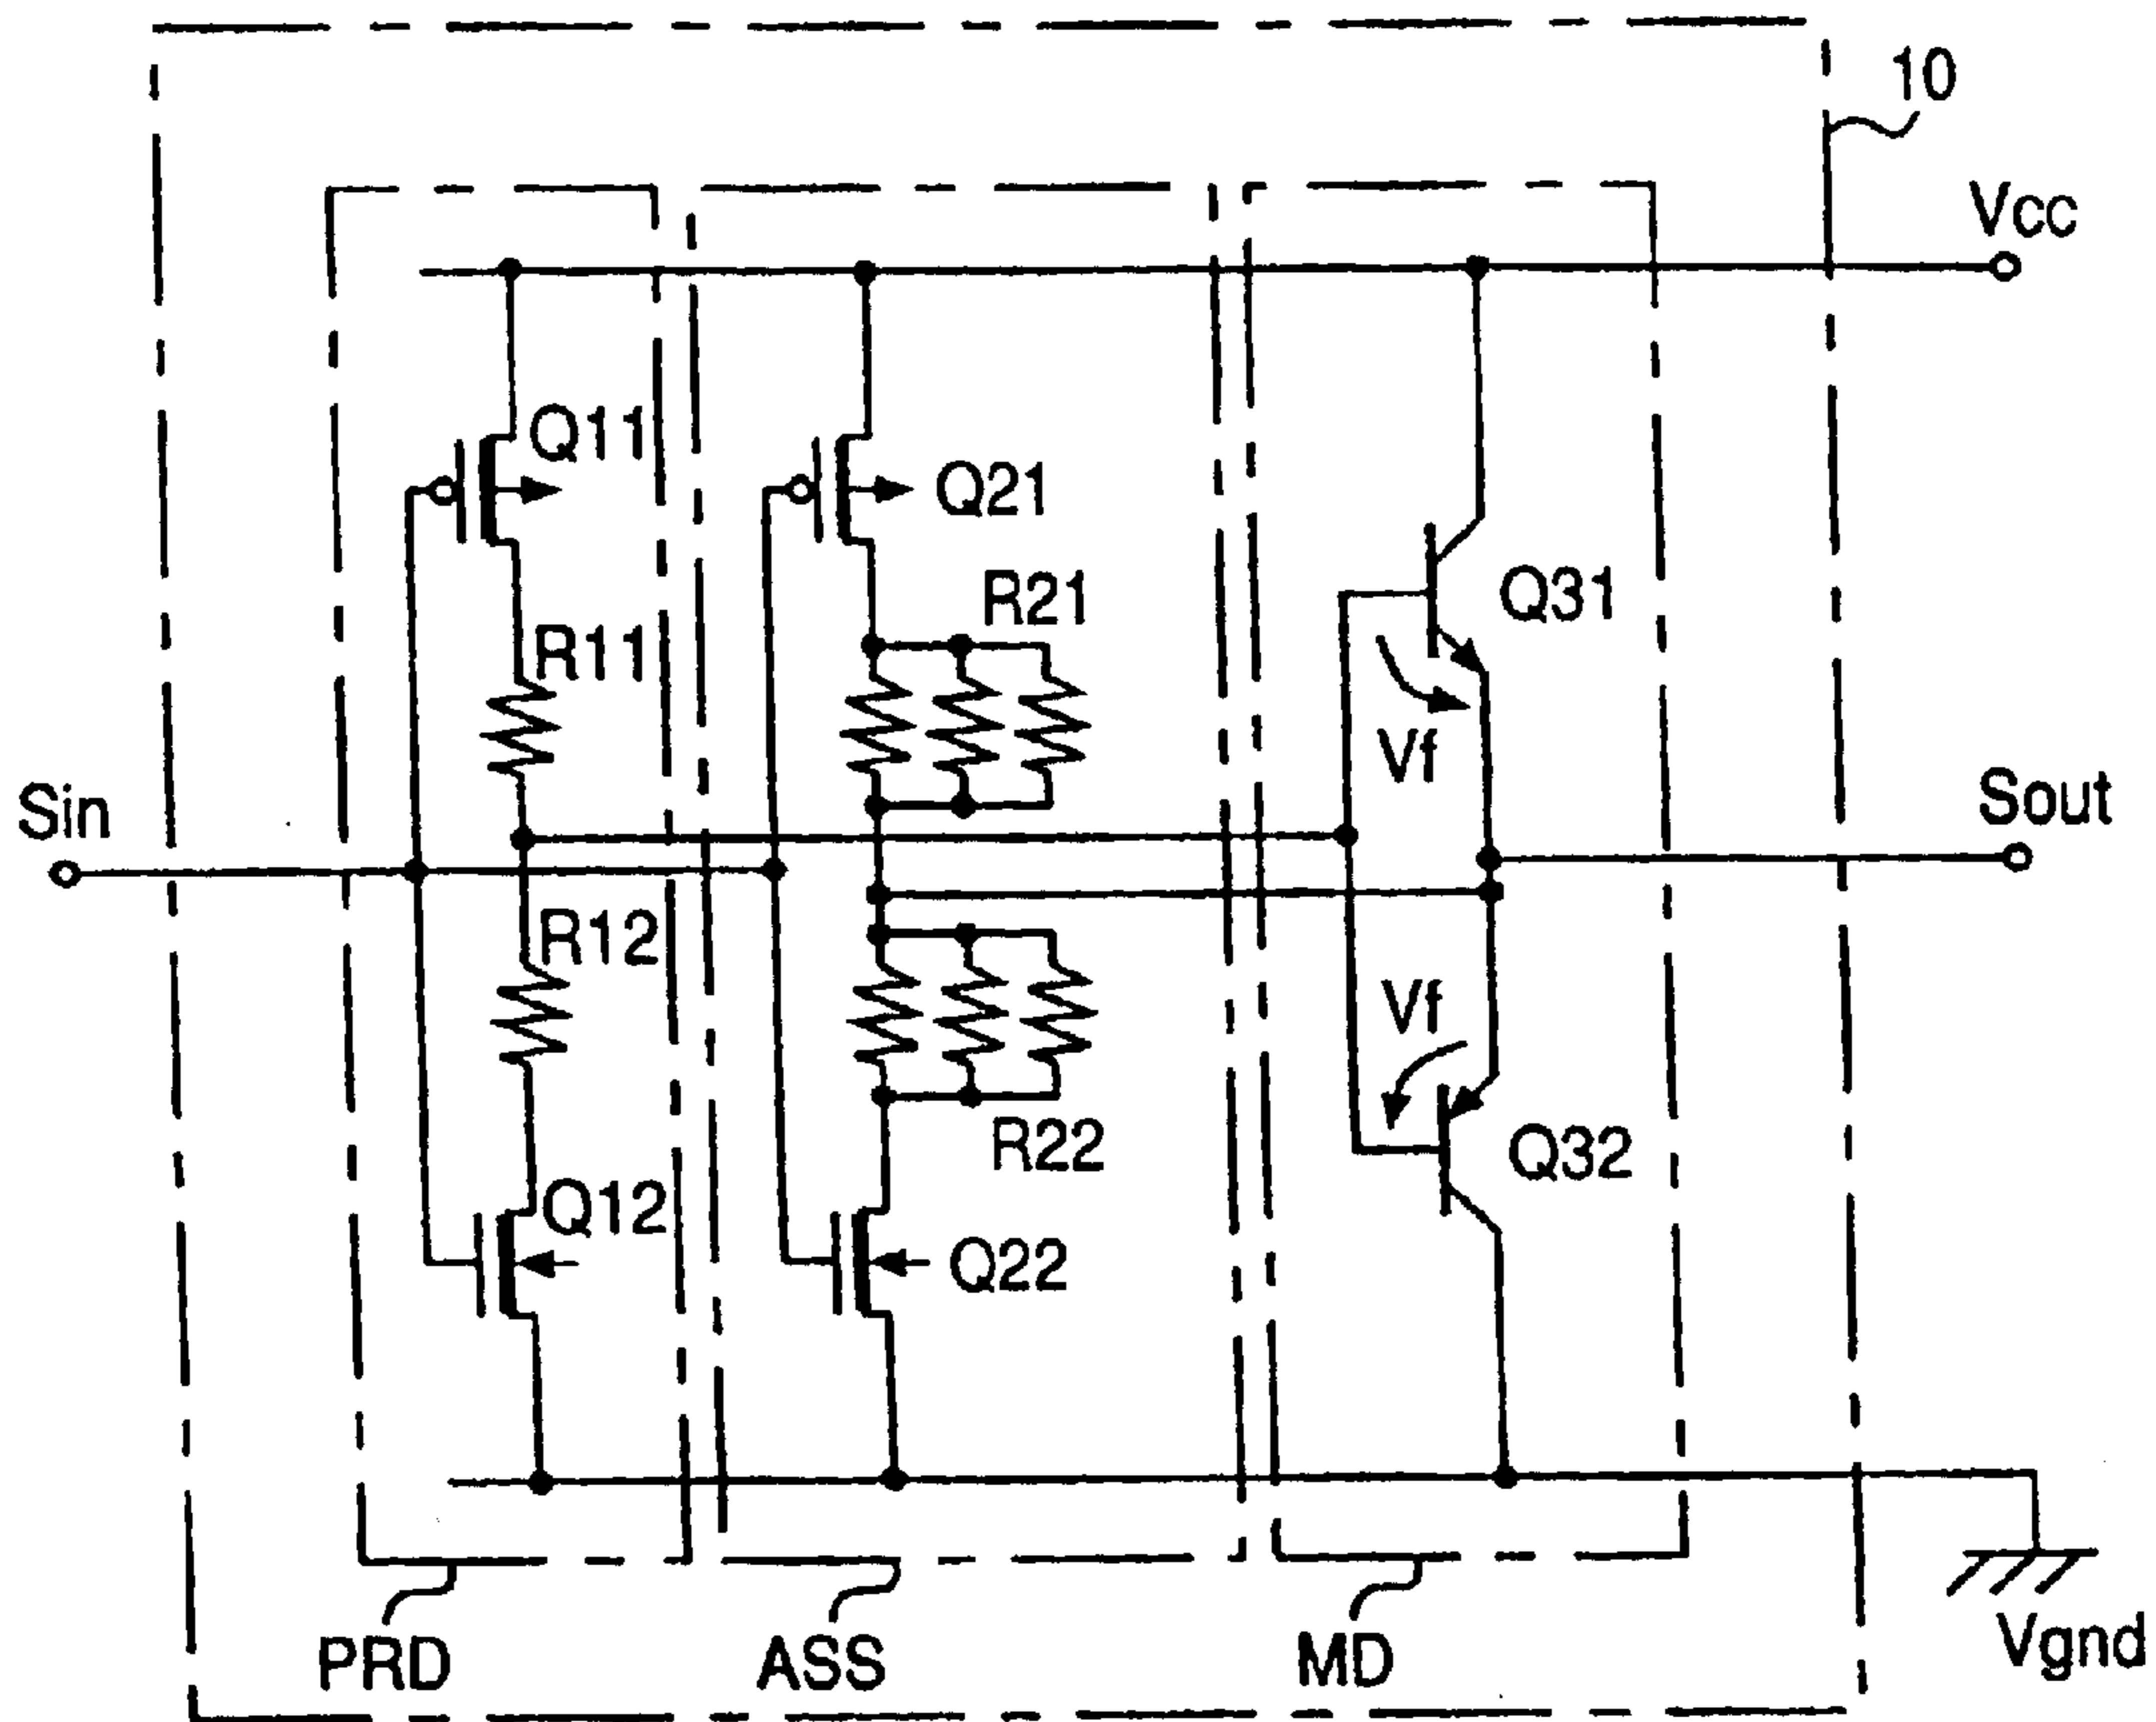 10
Vcc
Q11
Q21
R21
Q31
R11
Vf
Sin
Sout
R12
Vf
R22
Q32
Q12
Q22
PRD
ASS
MD
Vgnd